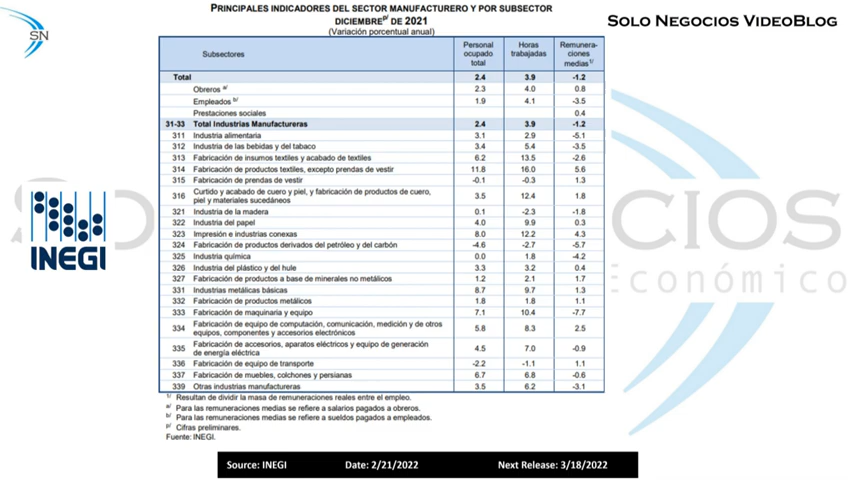 PRINCIPALES INDICADORES DEL SECTOR MANUFACTURERO Y POR SUBSECTOR
DICIEMBREp/ DE 2021
(Variación porcentual anual)
SOLO NEGOCIOS VIDEOBLOG
SN
Subsectores Personal ocupado total Horas trabajadas Remunera-ciones medias1/
Total 2.4 3.9 -1.2
Obreros a/ 2.3 4.0 0.8
Empleados b/ 1.9 4.1 -3.5
Prestaciones sociales 0.4
31-33 Total Industrias Manufactureras 2.4 3.9 -1.2
311 Industria alimentaria 3.1 2.9 -5.1
312 Industria de las bebidas y del tabaco 3.4 5.4 -3.5
313 Fabricación de insumos textiles y acabado de textiles 6.2 13.5 -2.6
314 Fabricación de productos textiles, excepto prendas de vestir 11.8 16.0 5.6
315 Fabricación de prendas de vestir -0.1 -0.3 1.3
316 Curtido y acabado de cuero y piel, y fabricación de productos de cuero,
piel y materiales sucedáneos 3.5 12.4 1.8
321 Industria de la madera 0.1 -2.3 -1.8
322 Industria del papel 4.0 9.9 0.3
323 Impresión e industrias conexas 8.0 12.2 4.3
324 Fabricación de productos derivados del petróleo y del carbón -4.6 -2.7 -5.7
325 Industria química 0.0 1.8 -4.2
326 Industria del plástico y del hule 3.3 3.2 0.4
327 Fabricación de productos a base de minerales no metálicos 1.2 2.1 1.7
331 Industrias metálicas básicas 8.7 9.7 1.3
332 Fabricación de productos metálicos 1.8 1.8 1.1
333 Fabricación de maquinaria y equipo 7.1 10.4 -7.7
334 Fabricación de equipo de computación, comunicación, medición y de otros
equipos, componentes y accesorios electrónicos 5.8 8.3 2.5
335 Fabricación de accesorios, aparatos eléctricos y equipo de generación
de energía eléctrica 4.5 7.0 -0.9
336 Fabricación de equipo de transporte -2.2 -1.1 1.1
337 Fabricación de muebles, colchones y persianas 6.7 6.8 -0.6
339 Otras industrias manufactureras 3.5 6.2 -3.1
1/ Resultan de dividir la masa de remuneraciones reales entre el empleo.
a/ Para las remuneraciones medias se refiere a salarios pagados a obreros.
b/ Para las remuneraciones medias se refiere a sueldos pagados a empleados.
p/ Cifras preliminares.
Fuente: INEGI.
INEGI
Económico
Source: INEGI Date: 2/21/2022 Next Release: 3/18/2022